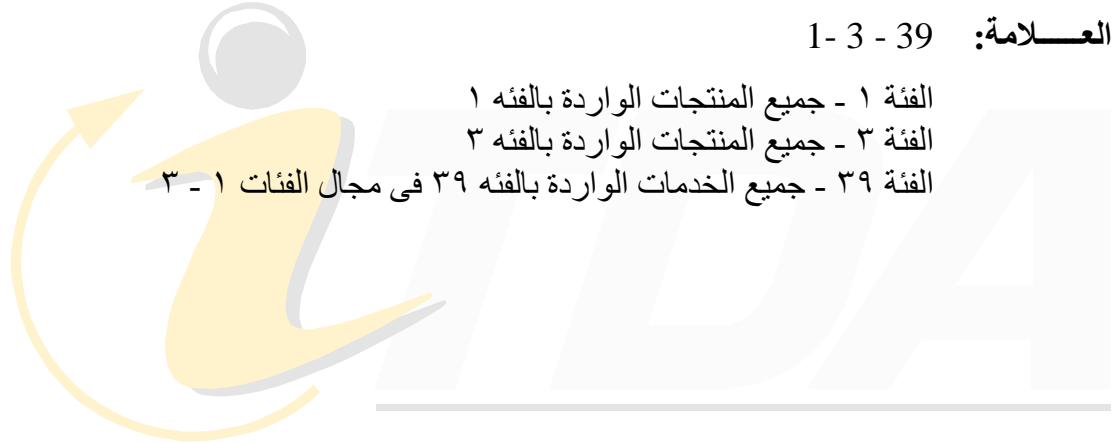 العـــــلامة: 1- 3 - 39
الفئة ١ - جميع المنتجات الواردة بالفئه ١
الفئة ٣ - جميع المنتجات الواردة بالفئه ٣
الفئة ٣٩ - جميع الخدمات الواردة بالفئه ٣٩ فى مجال الفئات ١ - ٣
iTDA